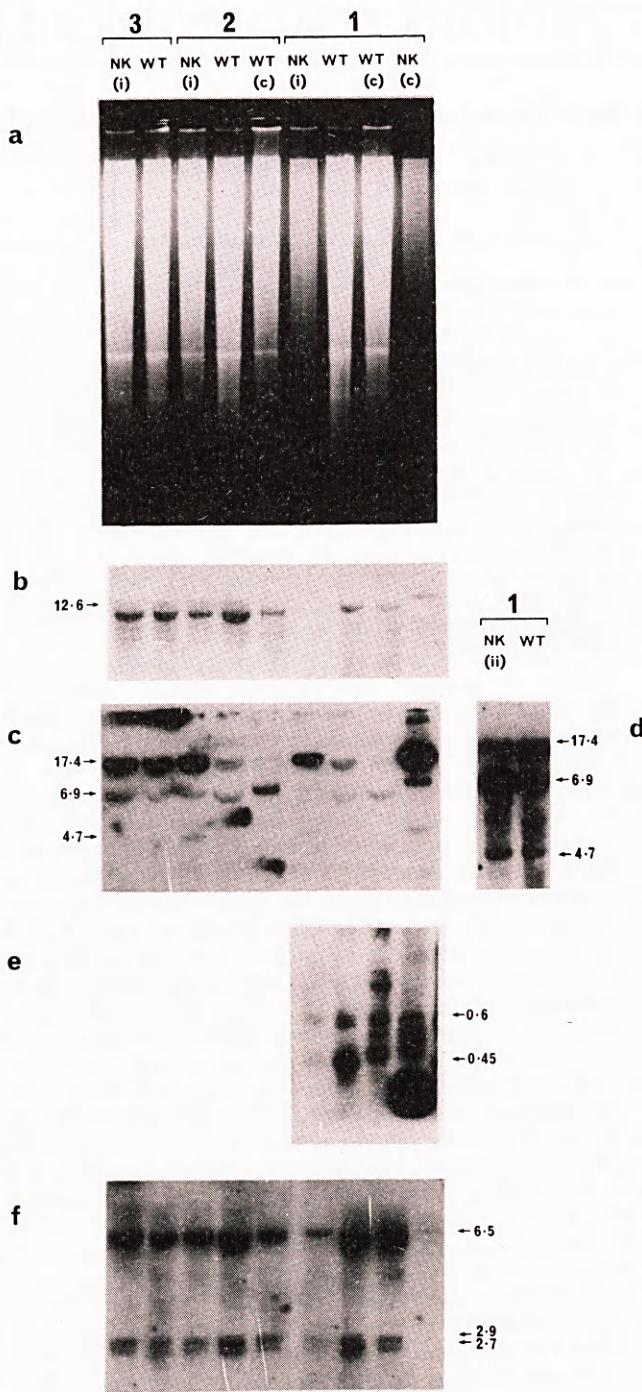 3 2 1
NK WT NK WT WT NK WT WT NK
(i) (i) (c) (i) (c) (c)
a
b
12·6→
1
NK WT
(ii)
c
d
17·4→
6·9→
4·7→
←17·4
←6·9
←4·7
e
←0·6
←0·45
f
←6·5
←2·9
←2·7